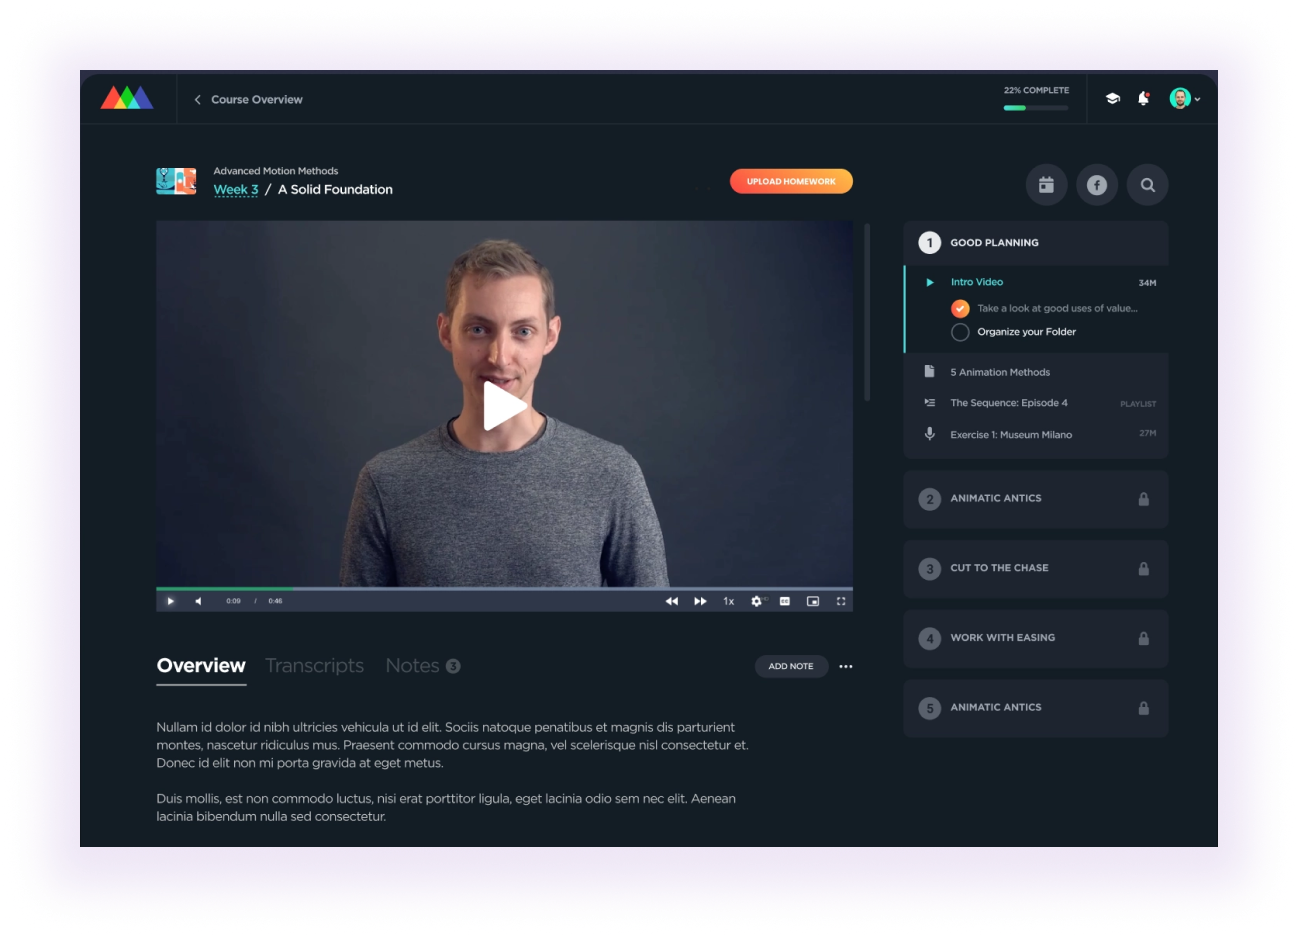 Course Overview
22% COMPLETE
Advanced Motion Methods
Week 3 / A Solid Foundation
UPLOAD HOMEWORK
1 GOOD PLANNING
Intro Video 34M
Take a look at good uses of value...
Organize your Folder
5 Animation Methods
The Sequence: Episode 4 PLAYLIST
Exercise 1: Museum Milano 27M
2 ANIMATIC ANTICS
3 CUT TO THE CHASE
4 WORK WITH EASING
5 ANIMATIC ANTICS
0:09 / 0:46 1x
Overview Transcripts Notes 3 ADD NOTE
Nullam id dolor id nibh ultricies vehicula ut id elit. Sociis natoque penatibus et magnis dis parturient
montes, nascetur ridiculus mus. Praesent commodo cursus magna, vel scelerisque nisl consectetur et.
Donec id elit non mi porta gravida at eget metus.
Duis mollis, est non commodo luctus, nisi erat porttitor ligula, eget lacinia odio sem nec elit. Aenean
lacinia bibendum nulla sed consectetur.